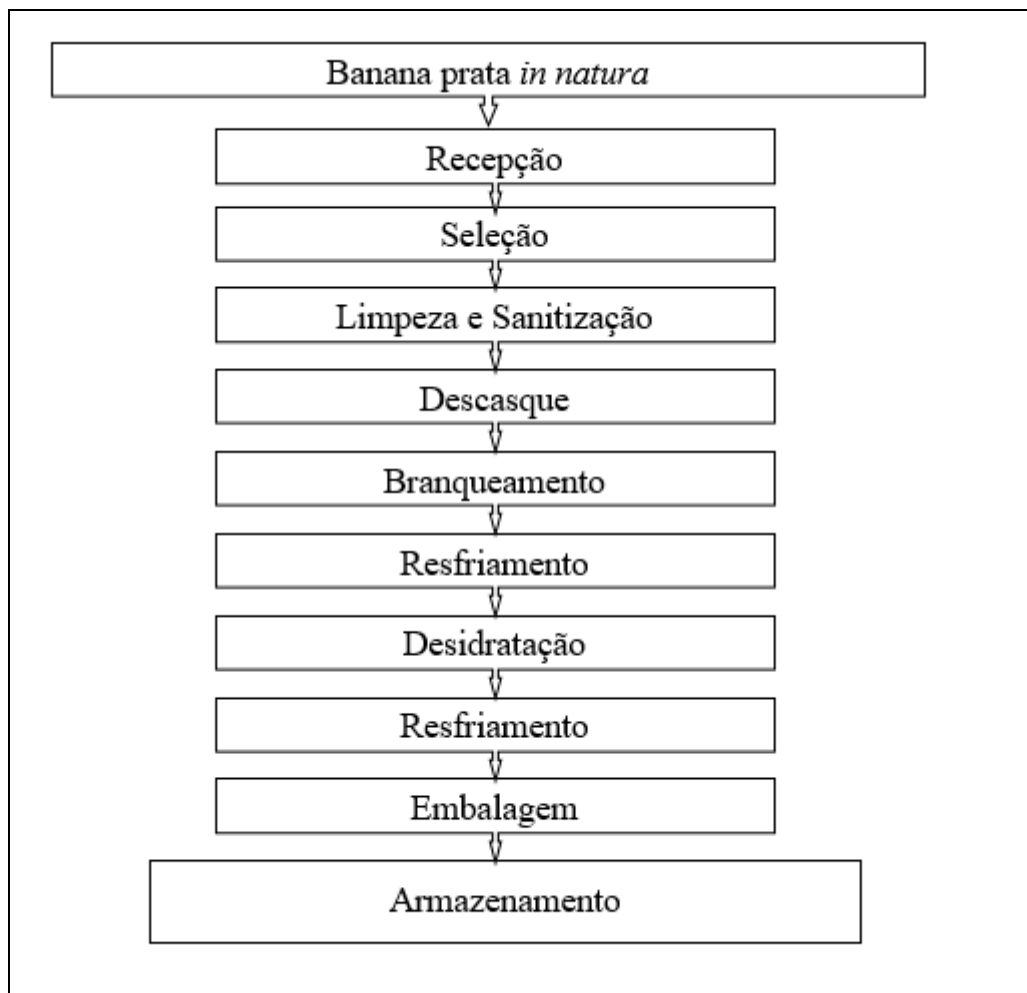 Banana prata in natura
Recepção
Seleção
Limpeza e Sanitização
Descasque
Branqueamento
Resfriamento
Desidratação
Resfriamento
Embalagem
Armazenamento